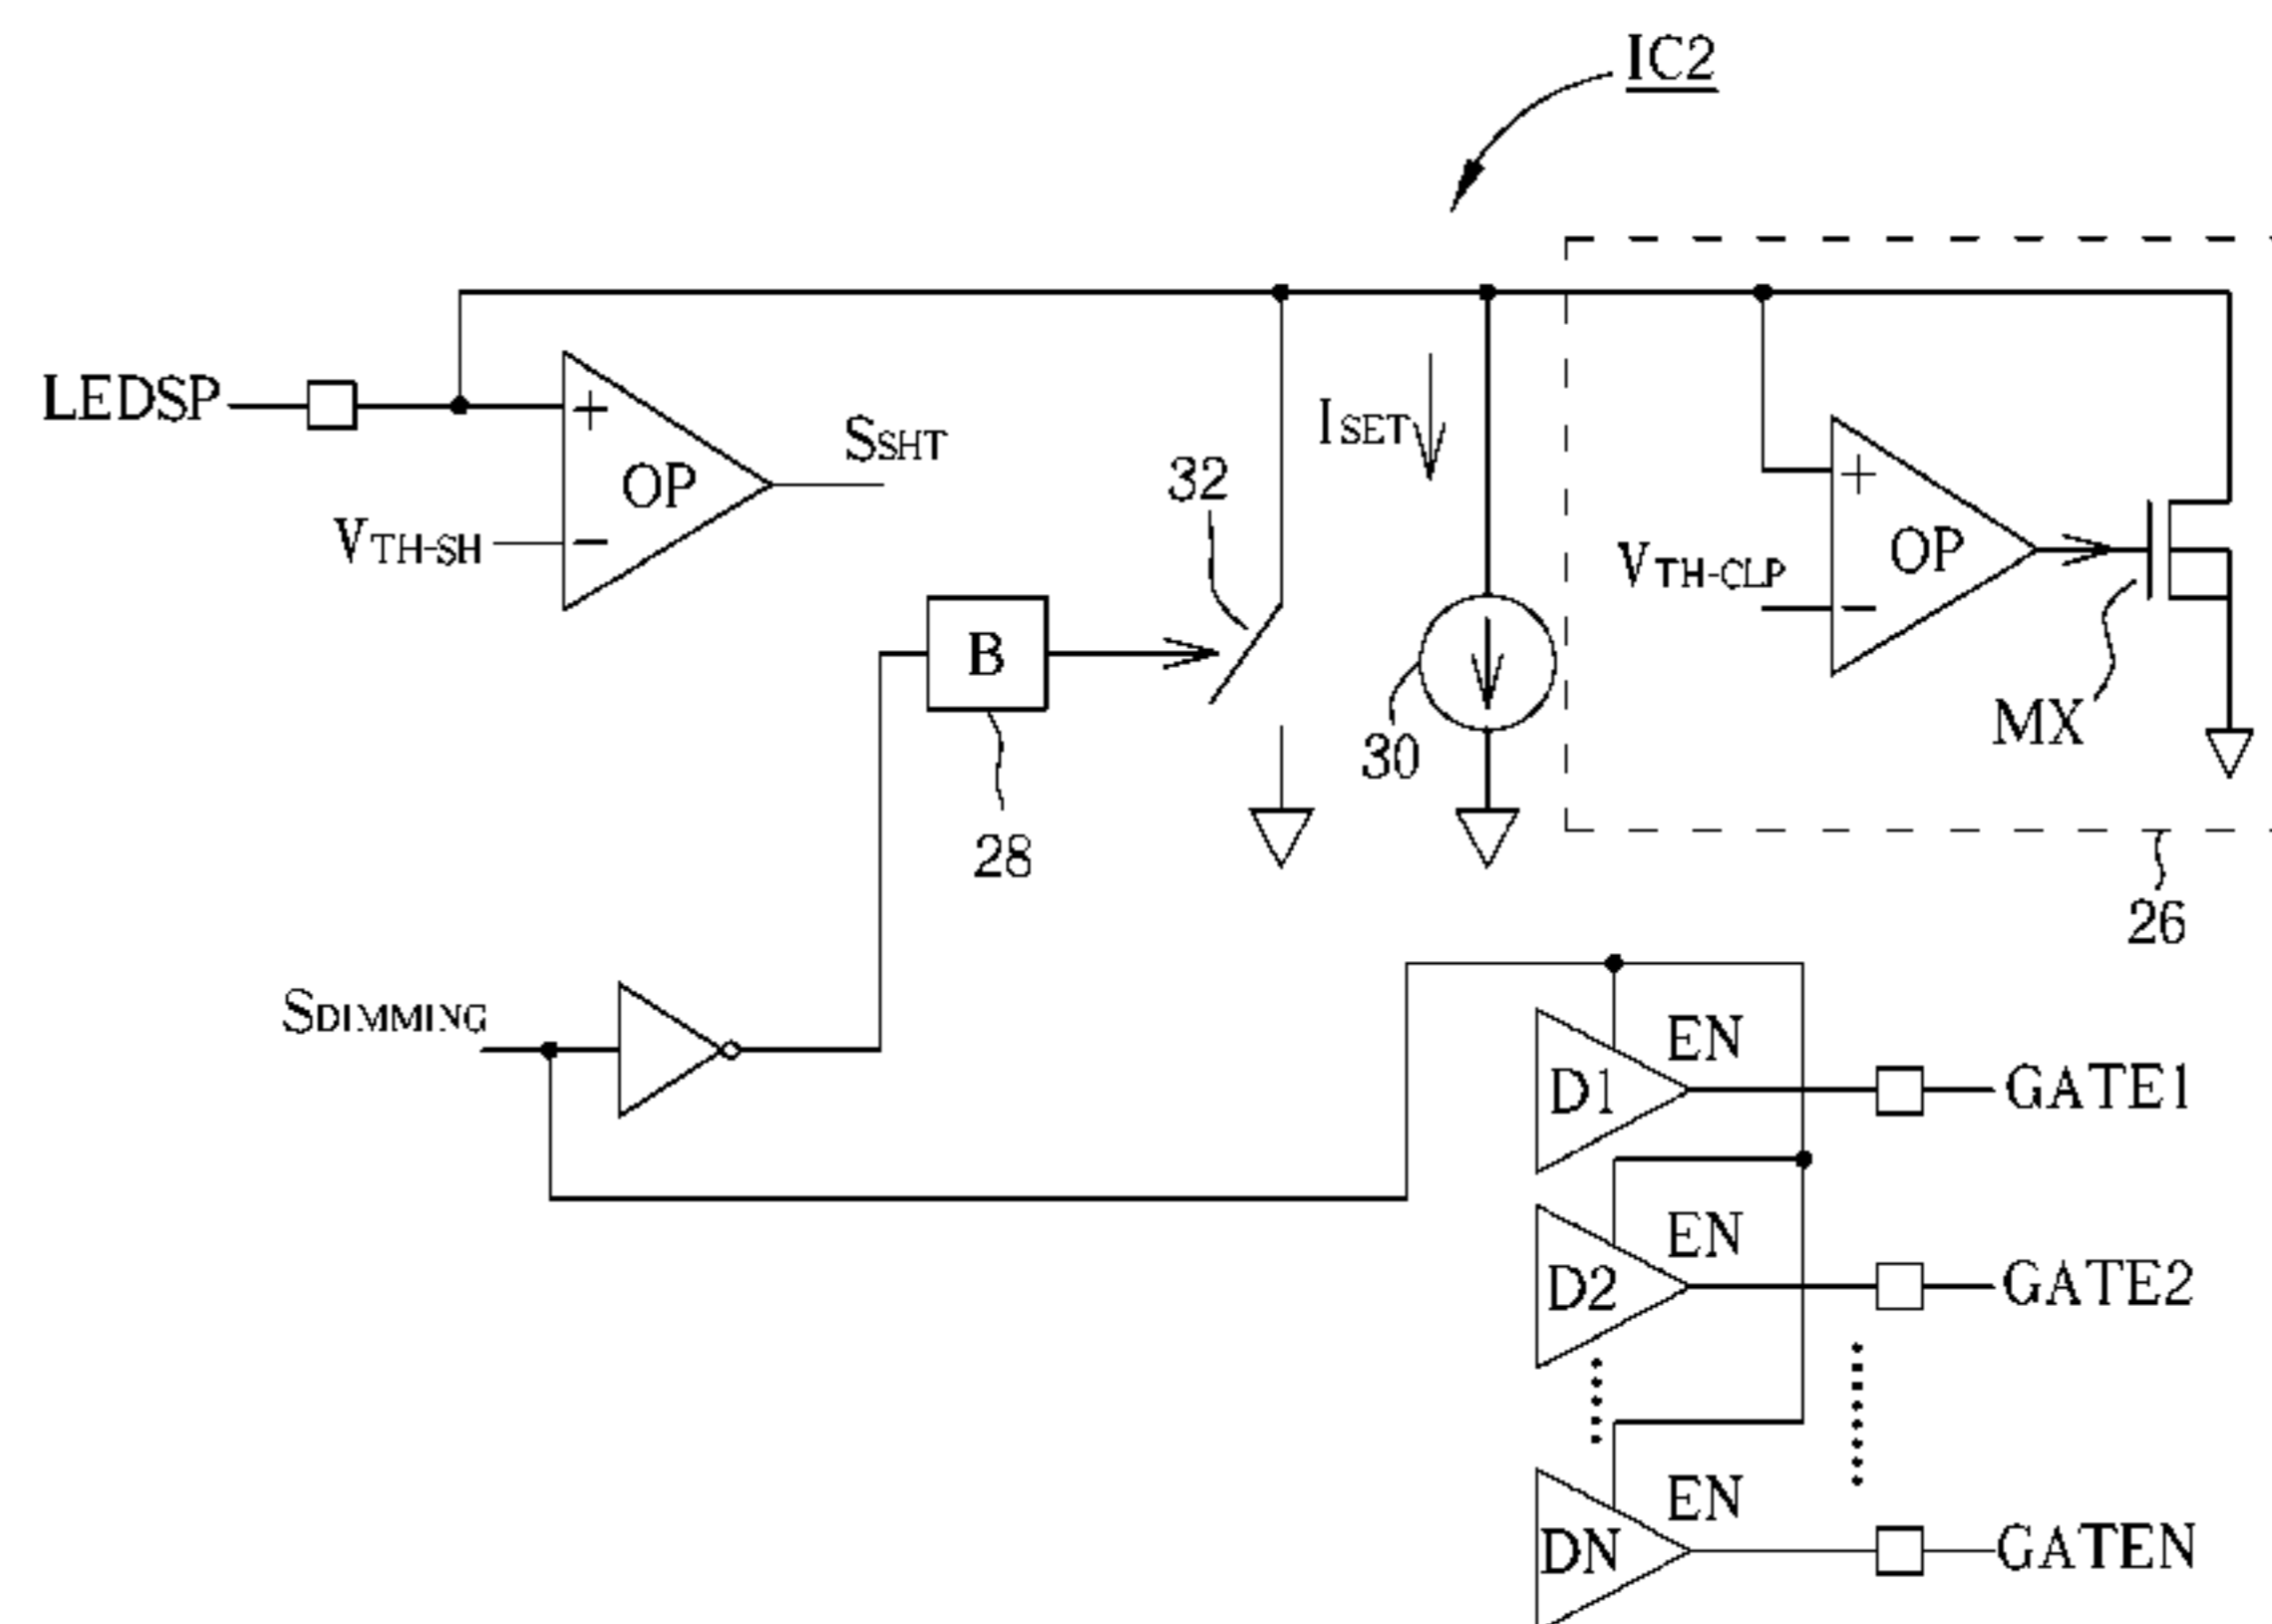 IC2
LEDSP
+
OP
−
SSHT
VTH-SH
32
ISET
+
OP
−
VTH-CLP
B
MX
30
28
26
SDIMMING
EN
D1
GATE1
EN
D2
GATE2
EN
DN
GATEN